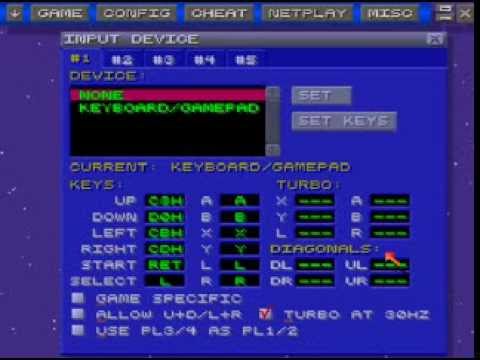 GAME CONFIG CHEAT NETPLAY MISC
INPUT DEVICE
#1 #2 #3 #4 #5
DEVICE:
NONE SET
KEYBOARD/GAMEPAD
SET KEYS
CURRENT: KEYBOARD/GAMEPAD
KEYS: TURBO:
UP C8H A A X --- A ---
DOWN D0H B B Y --- B ---
LEFT CBH X X L --- R ---
RIGHT CDH Y Y DIAGONALS:
START RET L L DL --- UL ---
SELECT L R R DR --- UR ---
GAME SPECIFIC
ALLOW U+D/L+R TURBO AT 30HZ
USE PL3/4 AS PL1/2